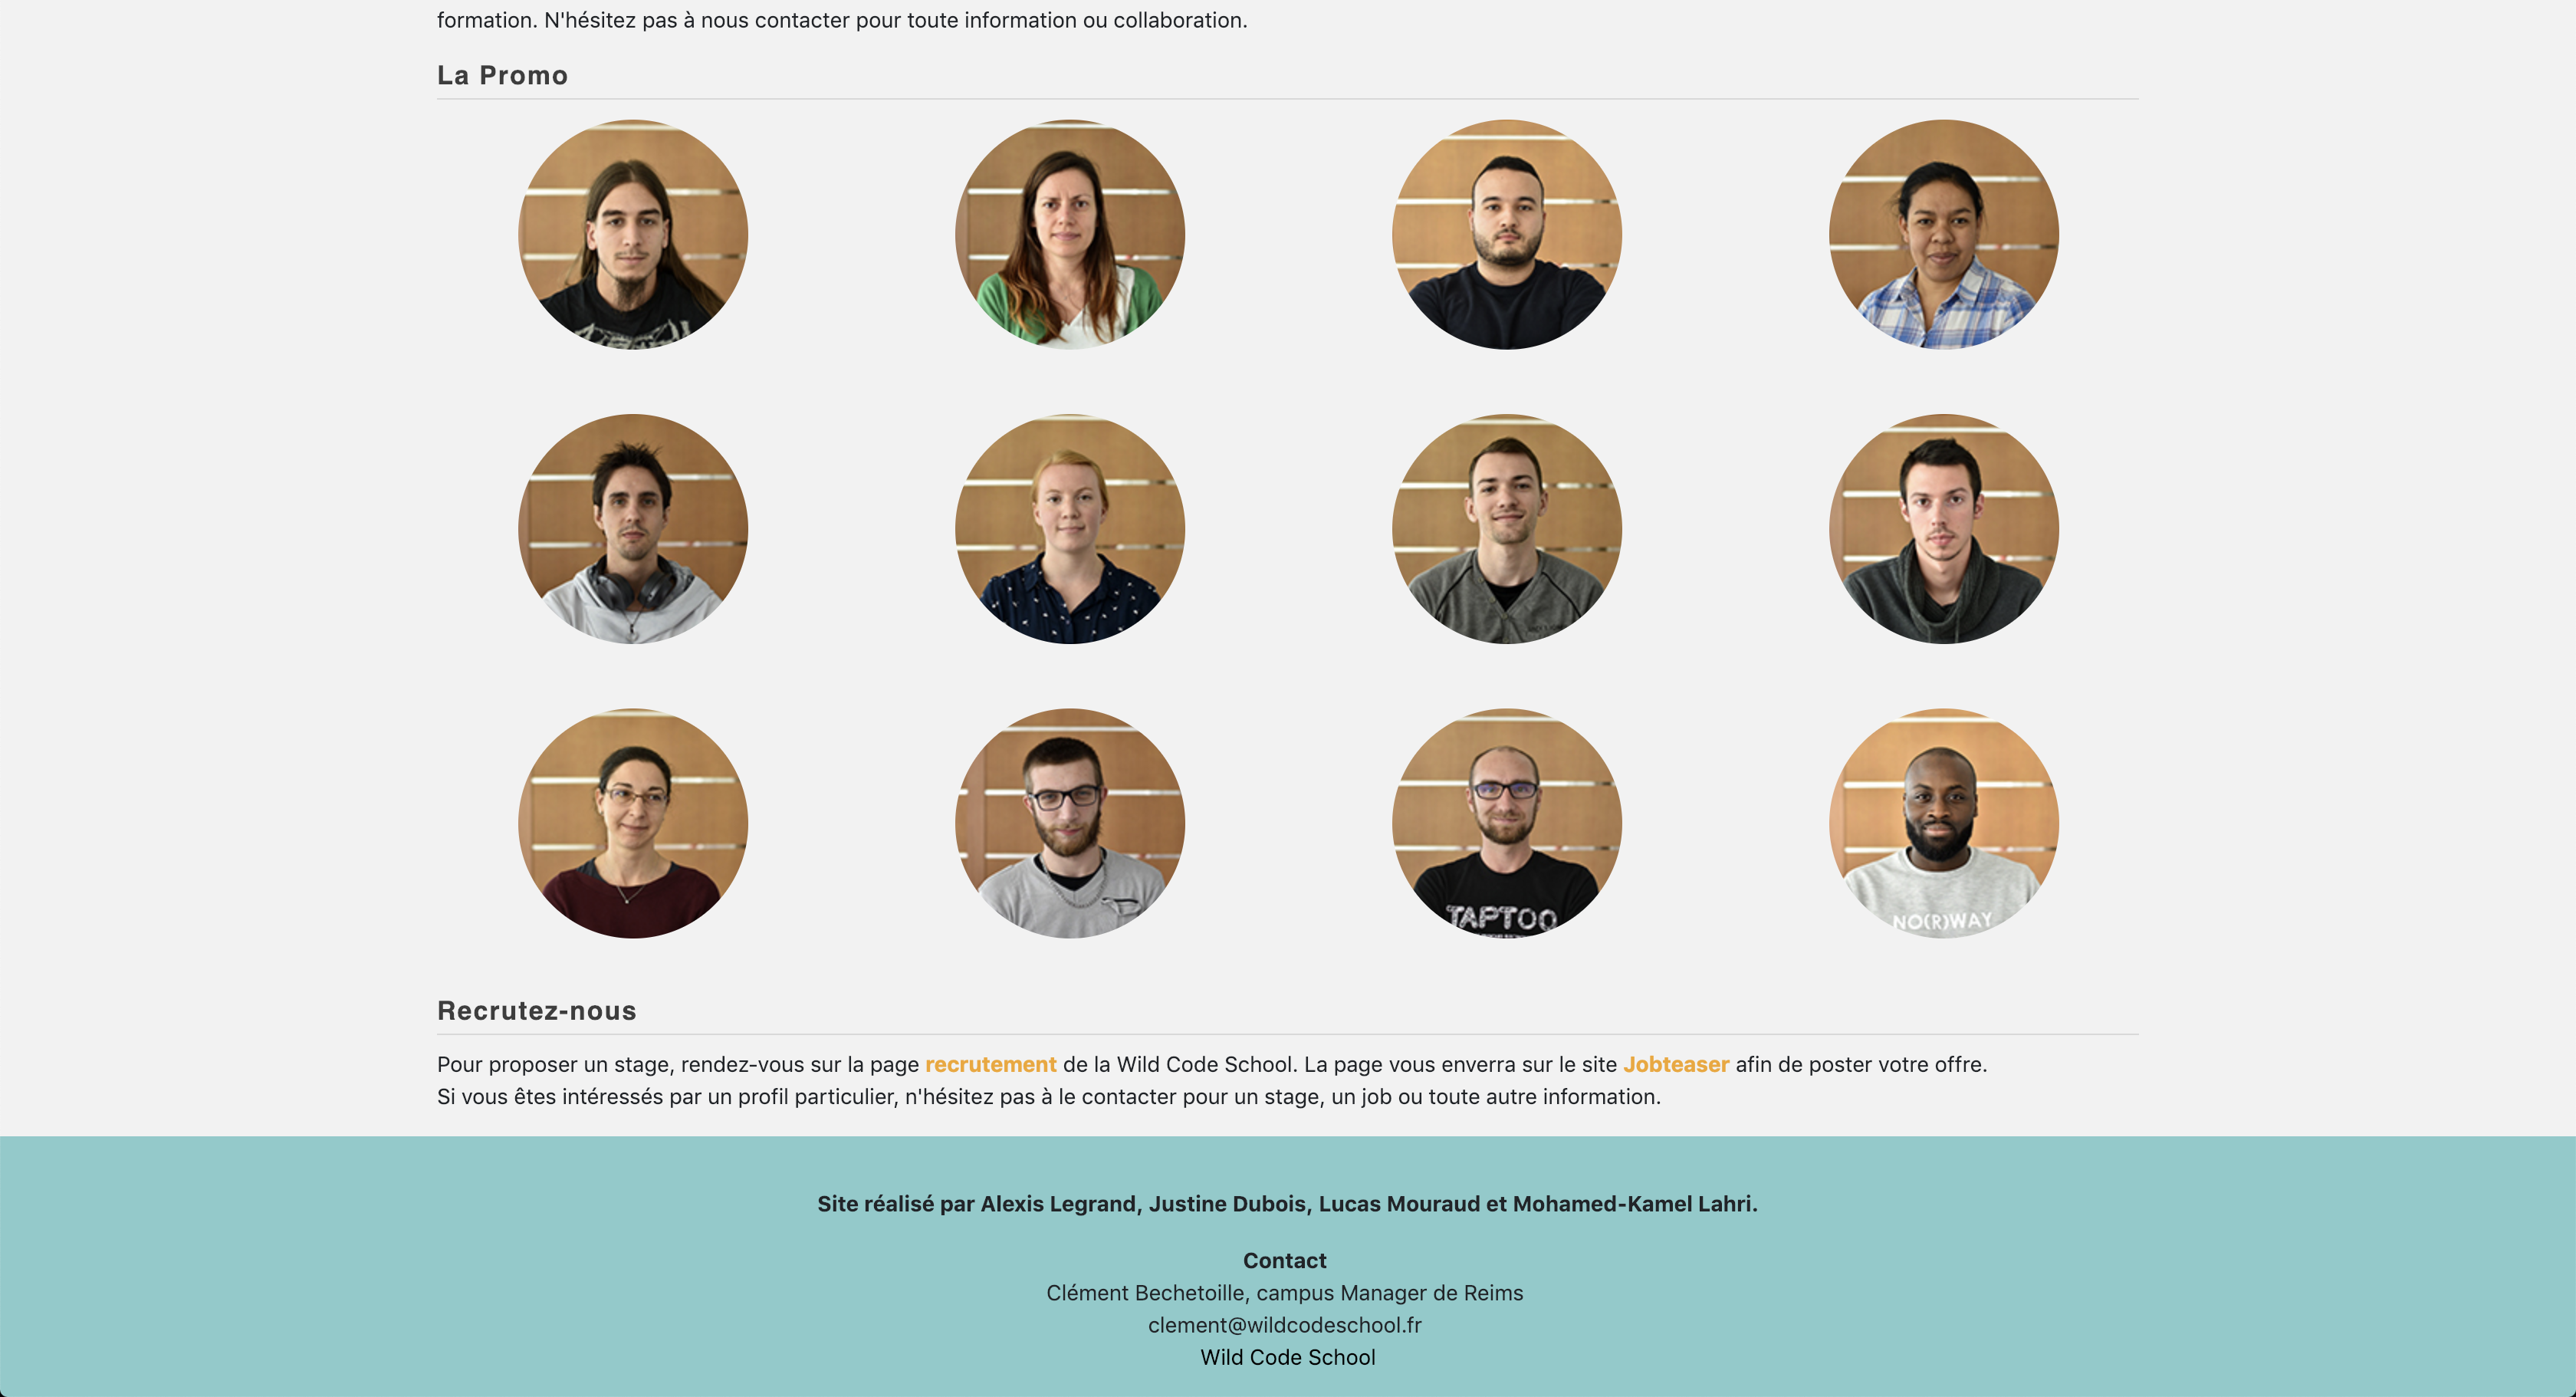 formation. N'hésitez pas à nous contacter pour toute information ou collaboration.
La Promo
TAPTOO
NO(R)WAY
Recrutez-nous
Pour proposer un stage, rendez-vous sur la page recrutement de la Wild Code School. La page vous enverra sur le site Jobteaser afin de poster votre offre.
Si vous êtes intéressés par un profil particulier, n'hésitez pas à le contacter pour un stage, un job ou toute autre information.
Site réalisé par Alexis Legrand, Justine Dubois, Lucas Mouraud et Mohamed-Kamel Lahri.
Contact
Clément Bechetoille, campus Manager de Reims
clement@wildcodeschool.fr
Wild Code School